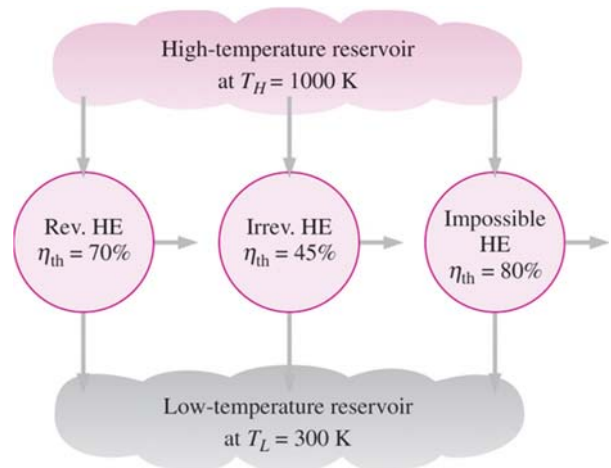 High-temperature reservoir
at T_H = 1000 K
Rev. HE
η_th = 70%
Irrev. HE
η_th = 45%
Impossible
HE
η_th = 80%
Low-temperature reservoir
at T_L = 300 K